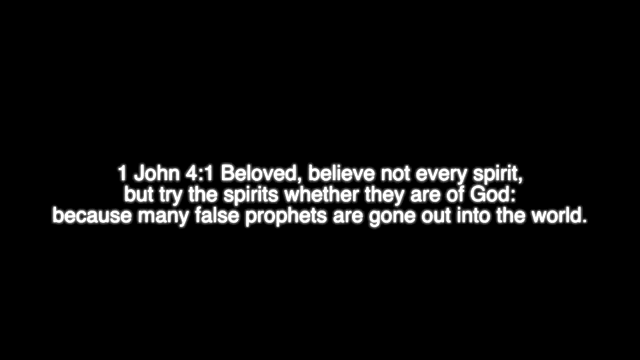 1 John 4:1 Beloved, believe not every spirit,
but try the spirits whether they are of God:
because many false prophets are gone out into the world.